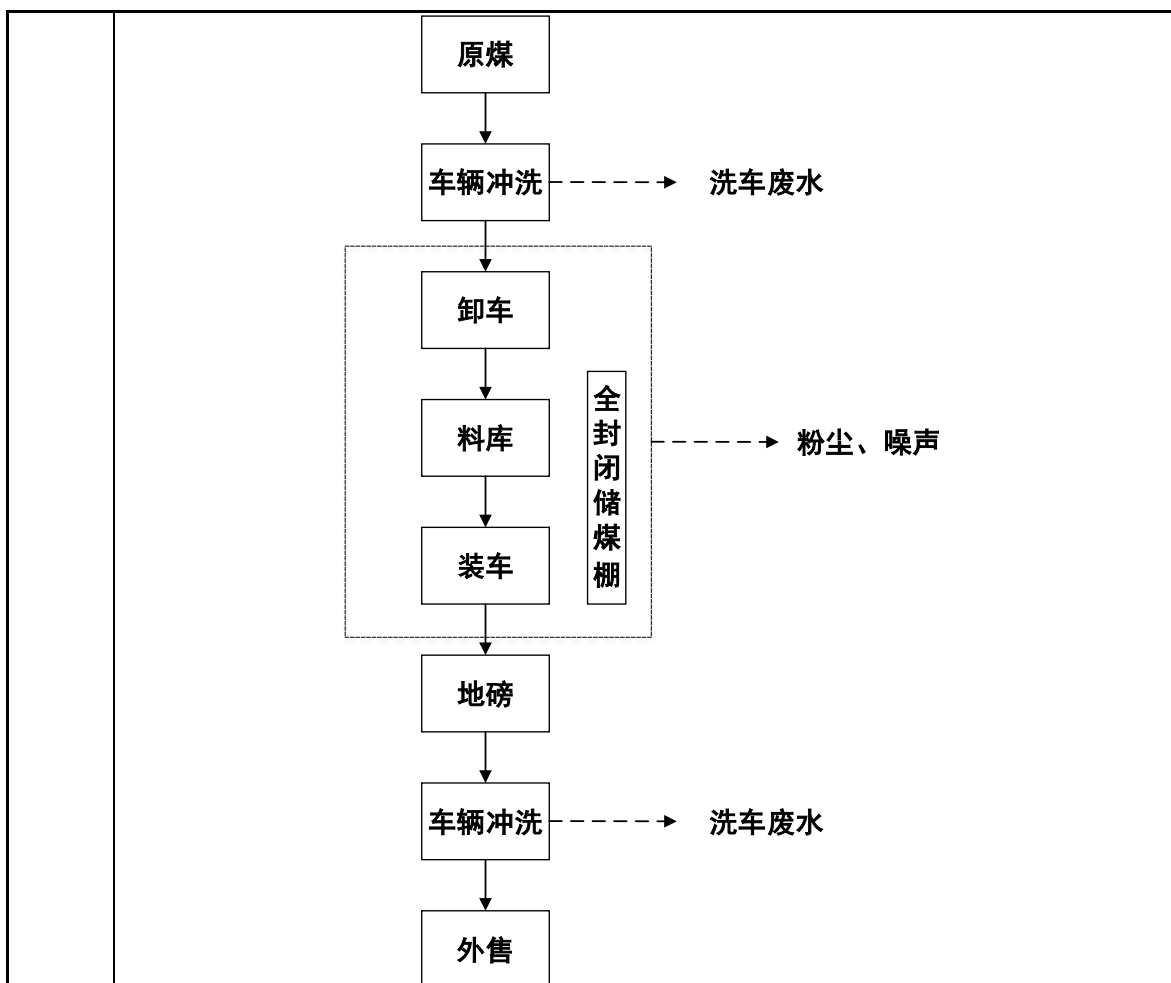 原煤
车辆冲洗
洗车废水
卸车
料库
全封闭储煤棚
粉尘、噪声
装车
地磅
车辆冲洗
洗车废水
外售